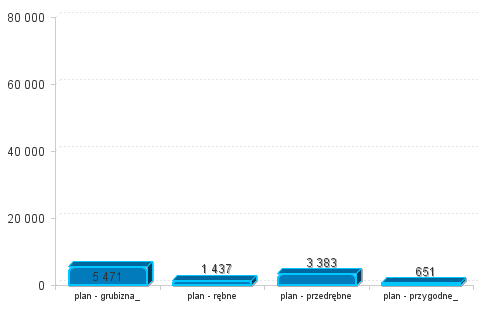 80 000
60 000
40 000
20 000
0
5 471
1 437
3 383
651
plan - grubizna_
plan - rębne
plan - przedrębne
plan - przygodne_